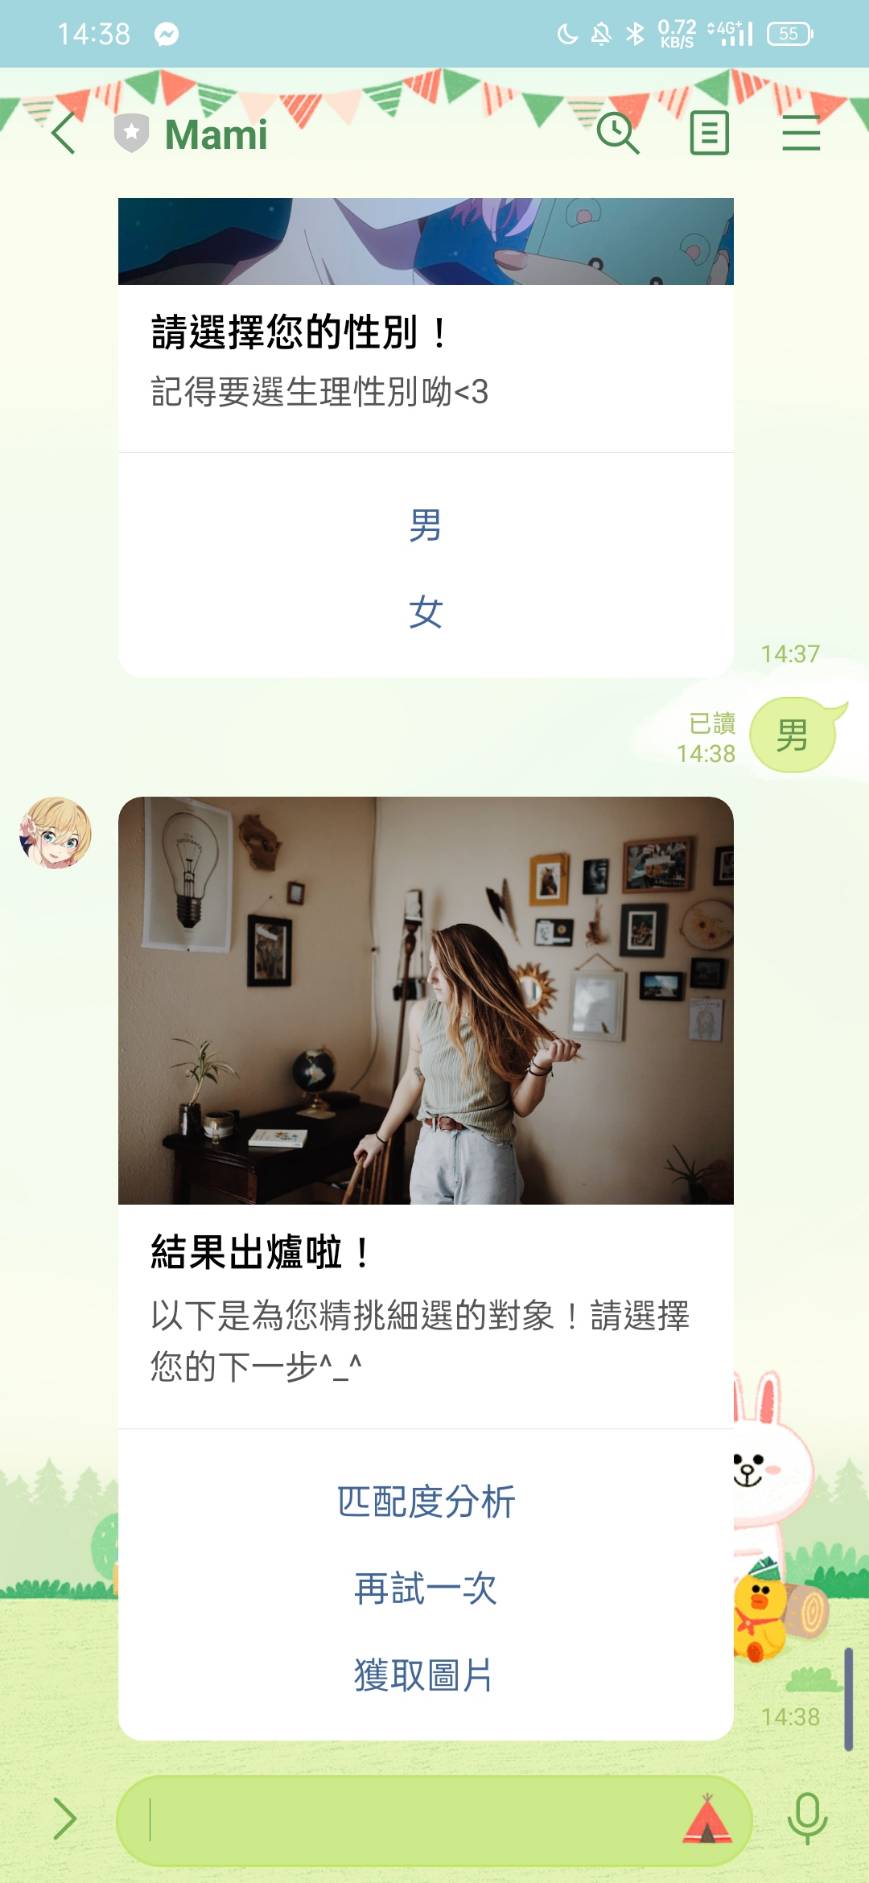 14:38
0.72
KB/S
4G+
55
Mami
請選擇您的性別！
記得要選生理性別呦<3
男
女
14:37
已讀
14:38
男
結果出爐啦！
以下是為您精挑細選的對象！請選擇
您的下一步^_^
匹配度分析
再試一次
獲取圖片
14:38